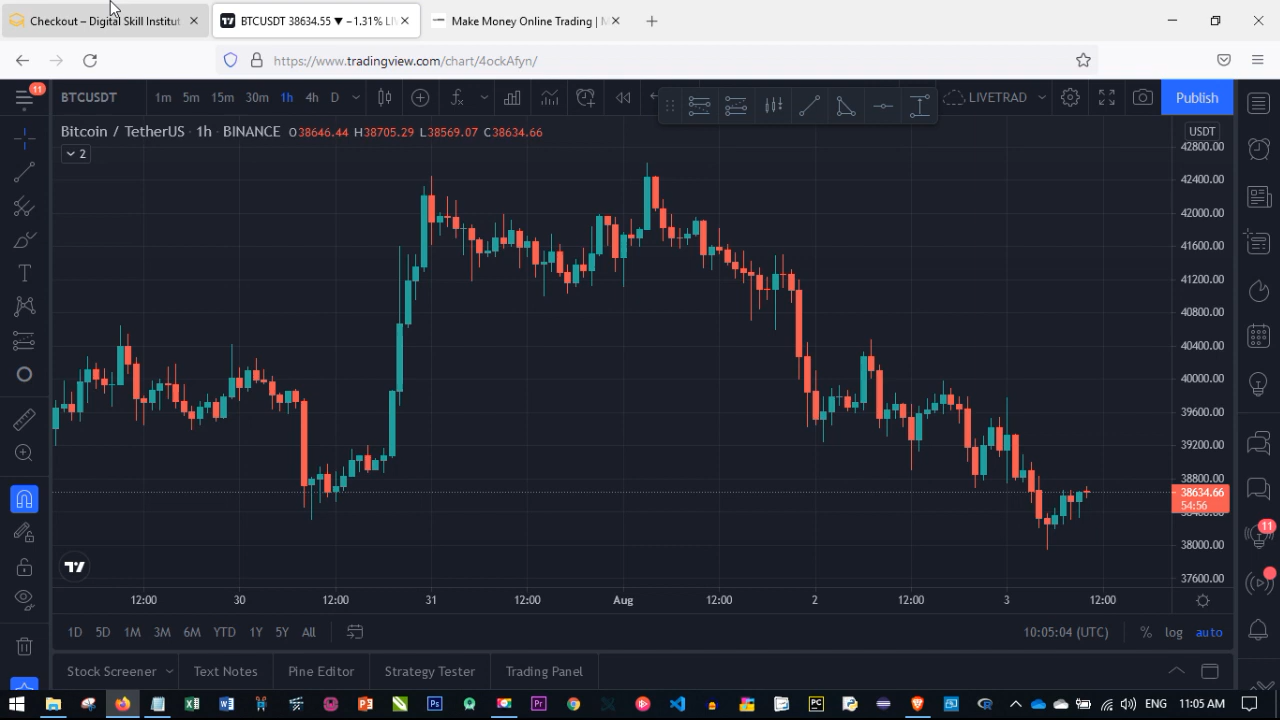 Checkout – Digital Skill Institut
BTCUSDT 38634.55 ▼ −1.31% LI
Make Money Online Trading |
https://www.tradingview.com/chart/4ockAfyn/
11
BTCUSDT 1m 5m 15m 30m 1h 4h D
LIVETRAD
Publish
Bitcoin / TetherUS · 1h · BINANCE O38646.44 H38705.29 L38569.07 C38634.66
2
USDT
42800.00
42400.00
42000.00
41600.00
41200.00
40800.00
40400.00
40000.00
39600.00
39200.00
38800.00
38634.66
54:56
38400.00
38000.00
37600.00
11
12:00 30 12:00 31 12:00 Aug 12:00 2 12:00 3 12:00
1D 5D 1M 3M 6M YTD 1Y 5Y All
10:05:04 (UTC) % log auto
Stock Screener Text Notes Pine Editor Strategy Tester Trading Panel
ENG 11:05 AM